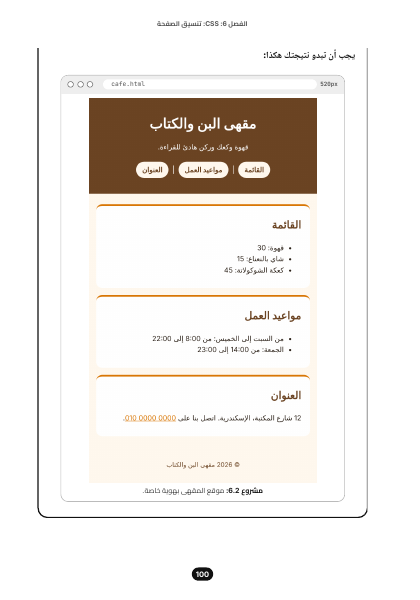 الفصل 6: CSS: تنسيق الصفحة
يجب أن تبدو نتيجتك هكذا:
cafe.html
520px
مقهى البن والكتاب
قهوة وكعك وركن هادئ للقراءة.
القائمة | مواعيد العمل | العنوان
القائمة
• قهوة: 30
• شاي بالنعناع: 15
• كعكة الشوكولاتة: 45
مواعيد العمل
• من السبت إلى الخميس: من 8:00 إلى 22:00
• الجمعة: من 14:00 إلى 23:00
العنوان
12 شارع المكتبة، الإسكندرية. اتصل بنا على 010 0000 0000.
© 2026 مقهى البن والكتاب
مشروع 6.2: موقع المقهى بهوية خاصة.
100